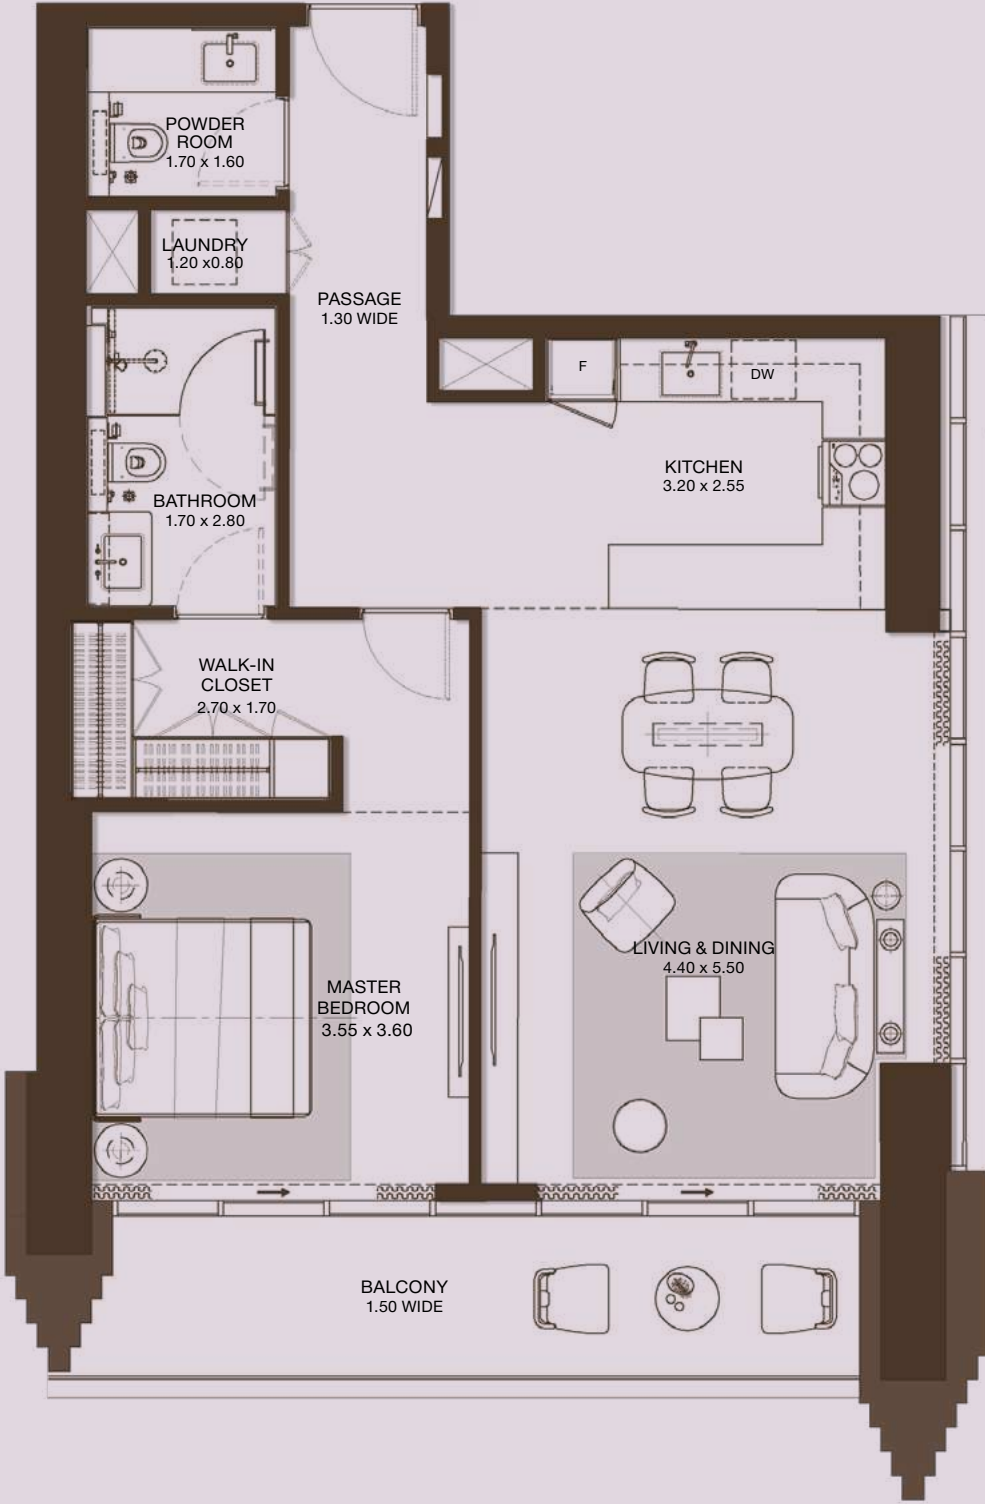 POWDER
ROOM
1.70 x 1.60
LAUNDRY
1.20 x0.80
PASSAGE
1.30 WIDE
F
DW
KITCHEN
3.20 x 2.55
BATHROOM
1.70 x 2.80
WALK-IN
CLOSET
2.70 x 1.70
LIVING & DINING
4.40 x 5.50
MASTER
BEDROOM
3.55 x 3.60
BALCONY
1.50 WIDE